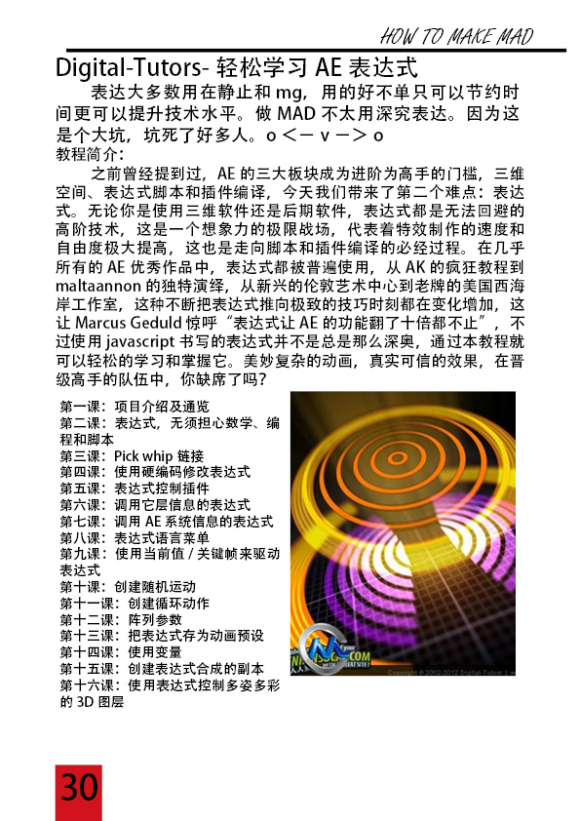 HOW TO MAKE MAD
Digital-Tutors- 轻松学习 AE 表达式
表达大多数用在静止和 mg，用的好不单只可以节约时
间更可以提升技术水平。做 MAD 不太用深究表达。因为这
是个大坑，坑死了好多人。o＜－ v －＞o
教程简介：
之前曾经提到过，AE 的三大板块成为进阶为高手的门槛，三维
空间、表达式脚本和插件编译，今天我们带来了第二个难点：表达
式。无论你是使用三维软件还是后期软件，表达式都是无法回避的
高阶技术，这是一个想象力的极限战场，代表着特效制作的速度和
自由度极大提高，这也是走向脚本和插件编译的必经过程。在几乎
所有的 AE 优秀作品中，表达式都被普遍使用，从 AK 的疯狂教程到
maltaannon 的独特演绎，从新兴的伦敦艺术中心到老牌的美国西海
岸工作室，这种不断把表达式推向极致的技巧时刻都在变化增加，这
让 Marcus Geduld 惊呼“表达式让 AE 的功能翻了十倍都不止”，不
过使用 javascript 书写的表达式并不是总是那么深奥，通过本教程就
可以轻松的学习和掌握它。美妙复杂的动画，真实可信的效果，在晋
级高手的队伍中，你缺席了吗？
第一课：项目介绍及通览
第二课：表达式，无须担心数学、编
程和脚本
第三课：Pick whip 链接
第四课：使用硬编码修改表达式
第五课：表达式控制插件
第六课：调用它层信息的表达式
第七课：调用 AE 系统信息的表达式
第八课：表达式语言菜单
第九课：使用当前值 / 关键帧来驱动
表达式
第十课：创建随机运动
第十一课：创建循环动作
第十二课：阵列参数
第十三课：把表达式存为动画预设
第十四课：使用变量
第十五课：创建表达式合成的副本
第十六课：使用表达式控制多姿多彩
的 3D 图层
30